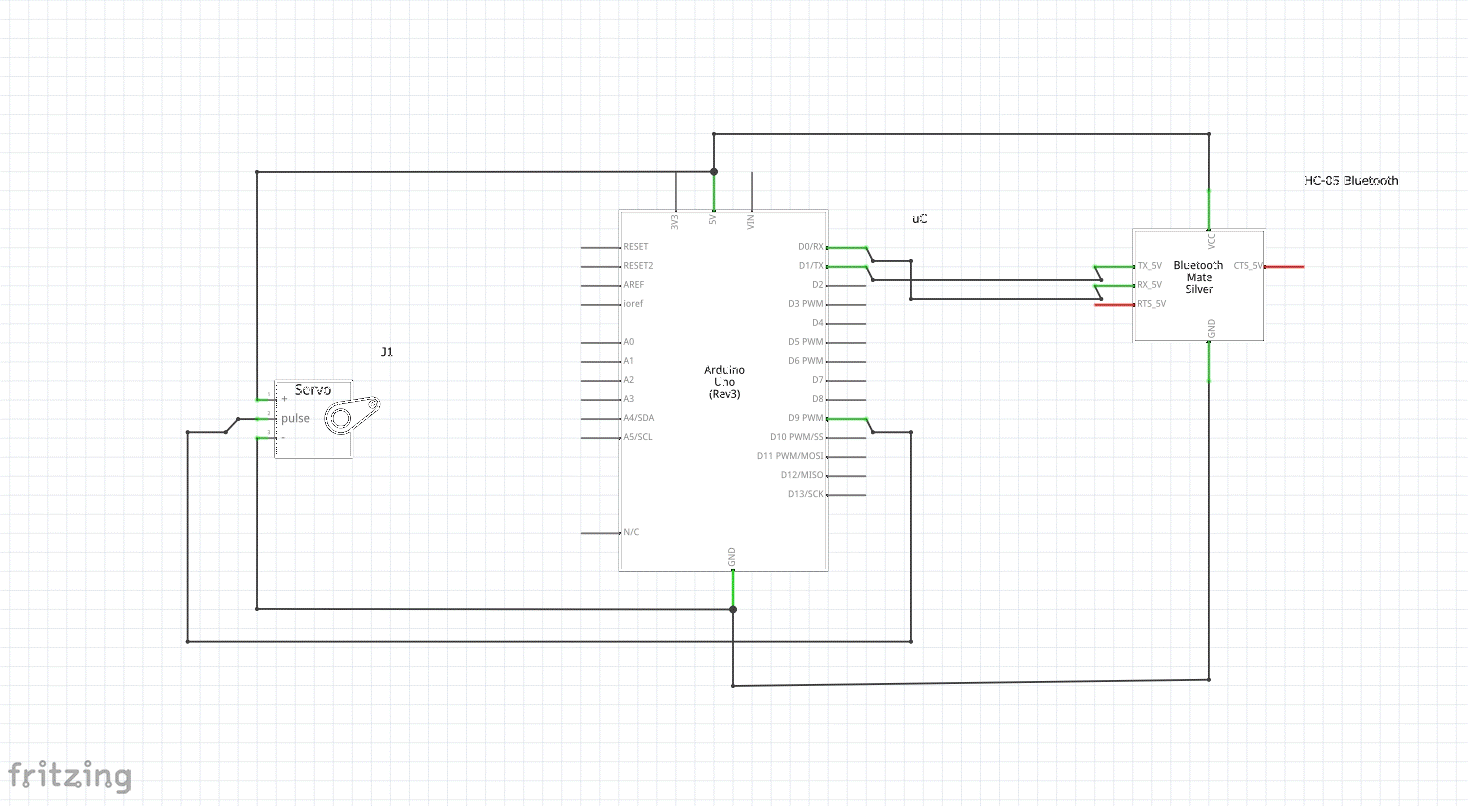 HC-05 Bluetooth
3V3
5V
VIN
uC
RESET
RESET2
AREF
ioref
A0
A1
A2
A3
A4/SDA
A5/SCL
N/C
Arduino
Uno
(Rev3)
GND
D0/RX
D1/TX
D2
D3 PWM
D4
D5 PWM
D6 PWM
D7
D8
D9 PWM
D10 PWM/SS
D11 PWM/MOSI
D12/MISO
D13/SCK
VCC
TX_5V
RX_5V
RTS_5V
Bluetooth
Mate
Silver
CTS_5V
GND
J1
Servo
1
+
2
pulse
3
-
fritzing